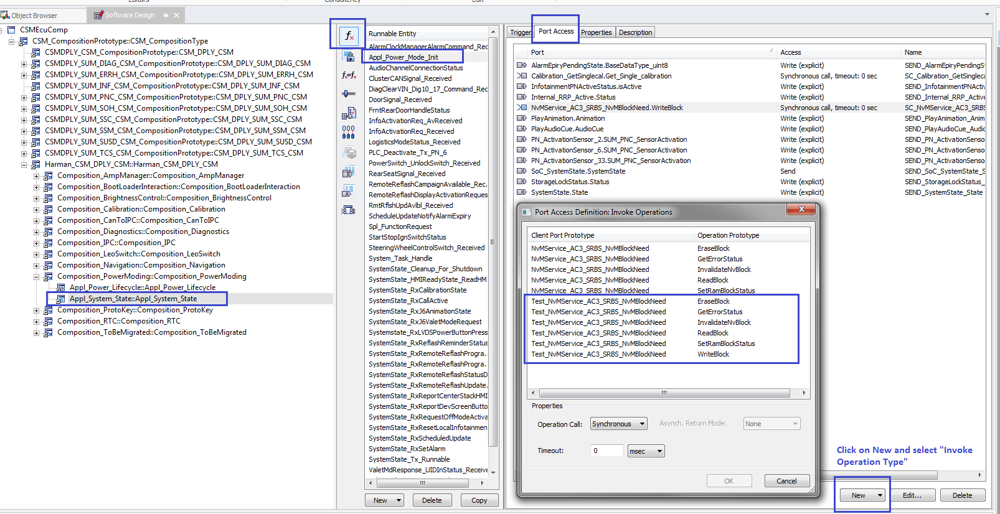 Editors
Consistency
Edit
Object Browser
Software Design
CSMEcuComp
CSM_CompositionPrototype::CSM_CompositionType
CSMDPLY_CSM_CompositionPrototype::CSM_DPLY_CSM
CSMDPLY_SUM_DIAG_CSM_CompositionPrototype::CSM_DPLY_SUM_DIAG_CSM
CSMDPLY_SUM_ERRH_CSM_CompositionPrototype::CSM_DPLY_SUM_ERRH_CSM
CSMDPLY_SUM_INF_CSM_CompositionPrototype::CSM_DPLY_SUM_INF_CSM
CSMDPLY_SUM_PNC_CSM_CompositionPrototype::CSM_DPLY_SUM_PNC_CSM
CSMDPLY_SUM_SOH_CSM_CompositionPrototype::CSM_DPLY_SUM_SOH_CSM
CSMDPLY_SUM_SSC_CSM_CompositionPrototype::CSM_DPLY_SUM_SSC_CSM
CSMDPLY_SUM_SSM_CSM_CompositionPrototype::CSM_DPLY_SUM_SSM_CSM
CSMDPLY_SUM_SUSD_CSM_CompositionPrototype::CSM_DPLY_SUM_SUSD_CSM
CSMDPLY_SUM_TCS_CSM_CompositionPrototype::CSM_DPLY_SUM_TCS_CSM
Harman_CSM_DPLY_CSM::Harman_CSM_DPLY_CSM
Composition_AmpManager::Composition_AmpManager
Composition_BootLoaderInteraction::Composition_BootLoaderInteraction
Composition_BrightnessControl::Composition_BrightnessControl
Composition_Calibration::Composition_Calibration
Composition_CanToIPC::Composition_CanToIPC
Composition_Diagnostics::Composition_Diagnostics
Composition_IPC::Composition_IPC
Composition_LeoSwitch::Composition_LeoSwitch
Composition_Navigation::Composition_Navigation
Composition_PowerModing::Composition_PowerModing
Appl_Power_Lifecycle::Appl_Power_Lifecycle
Appl_System_State::Appl_System_State
Composition_ProtoKey::Composition_ProtoKey
Composition_RTC::Composition_RTC
Composition_ToBeMigrated::Composition_ToBeMigrated
Runnable Entity
AlarmClockManagerAlarmCommand_Rec
Appl_Power_Mode_Init
AudioChannelConnectionStatus
ClusterCANSignal_Received
DiagClearVIN_Dig10_17_Command_Rec
DoorSignal_Received
FrntRearDoorHandleStatus
InfoActivationReq_AvReceived
InfoActivationReq_Received
LogisticsModeStatus_Received
PLC_Deactivate_Tx_PN_6
PowerSwitch_UnlockSwitch_Received
RearSeatSignal_Received
RemoteReflashCampaignAvailable_Rec.
RemoteReflashDisplayActivationReques
RmtRflshUpdAvlbl_Received
ScheduleUpdateNotifyAlarmExpiry
Spl_FunctionRequest
StartStopIgnSwitchStatus
SteeringWheelControlSwitch_Received
System_Task_Handle
SystemState_Cleanup_For_Shutdown
SystemState_HMIReadyState_ReadHM
SystemState_RxCalibrationState
SystemState_RxCallActive
SystemState_RxJ6AnimationState
SystemState_RxJ6ValetModeRequest
Systemstate_RxLVDSPowerButtonPress
SystemState_RxReflashReminderStatus
SystemState_RxRemoteReflashProgra..
SystemState_RxRemoteReflashProgra..
SystemState_RxRemoteReflashStatusD
SystemState_RxRemoteReflashUpdate.
SystemState_RxReportCenterStackHMI
SystemState_RxReportDevScreenButto
SystemState_RxRequestOffModeActiva
SystemState_RxResetLocalInfotainmen
SystemState_RxScheduledUpdate
SystemState_RxSetAlarm
SystemState_Tx_Runnable
ValetMdResponse_UIDInStatus_Receive
New
Delete
Copy
Trigger
Port Access
Properties
Description
Port Access Name
AlarmEpiryPendingState.BaseDataType_uint8 Write (explicit) SEND_AlarmEpiryPendingS
Calibration_GetSinglecal.Get_Single_calibration Synchronous call, timeout: 0 sec SC_Calibration_GetSingleca
InfotainmentPNActiveStatus.isActive Write (explicit) SEND_InfotainmentPNActiv
Internal_RRP_Active.Status Write (explicit) SEND_Internal_RRP_Active
NvMService_AC3_SRBS_NvMBlockNeed.WriteBlock Synchronous call, timeout: 0 sec SC_NvMService_AC3_SRBS
PlayAnimation.Animation Write (explicit) SEND_PlayAnimation_Anim
PlayAudioCue.AudioCue Write (explicit) SEND_PlayAudioCue_Audic
PN_ActivationSensor_2.SUM_PNC_SensorActivation Write (explicit) SEND_PN_ActivationSensor
PN_ActivationSensor_6.SUM_PNC_SensorActivation Write (explicit) SEND_PN_ActivationSensor
PN_ActivationSensor_33.SUM_PNC_SensorActivation Write (explicit) SEND_PN_ActivationSensor
SoC_SystemState.SystemState Send SEND_SoC_SystemState_S
StorageLockStatus.Status Write (explicit) SEND_StorageLockStatus_
SystemState.State Write (explicit) SEND_SystemState_State
Port Access Definition: Invoke Operations
Client Port Prototype Operation Prototype
NvMService_AC3_SRBS_NvMBlockNeed EraseBlock
NvMService_AC3_SRBS_NvMBlockNeed GetErrorStatus
NvMService_AC3_SRBS_NvMBlockNeed InvalidateNvBlock
NvMService_AC3_SRBS_NvMBlockNeed ReadBlock
NvMService_AC3_SRBS_NvMBlockNeed SetRamBlockStatus
Test_NvMService_AC3_SRBS_NvMBlockNeed EraseBlock
Test_NvMService_AC3_SRBS_NvMBlockNeed GetErrorStatus
Test_NvMService_AC3_SRBS_NvMBlockNeed InvalidateNvBlock
Test_NvMService_AC3_SRBS_NvMBlockNeed ReadBlock
Test_NvMService_AC3_SRBS_NvMBlockNeed SetRamBlockStatus
Test_NvMService_AC3_SRBS_NvMBlockNeed WriteBlock
Properties
Operation Call: Synchronous Asynch. Return Mode: None
Timeout: 0 msec
OK
Cancel
Click on New and select "Invoke
Operation Type"
New
Edit...
Delete